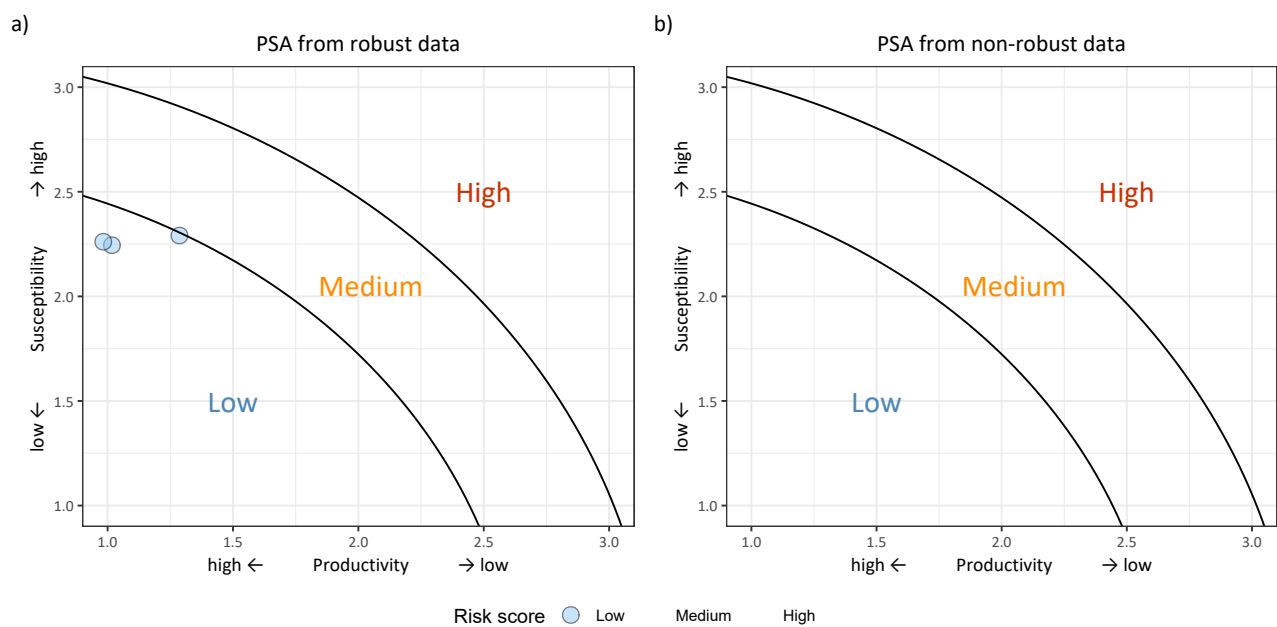 a)
PSA from robust data
3.0
2.5
2.0
1.5
1.0
low ← Susceptibility → high
High
Medium
Low
1.0 1.5 2.0 2.5 3.0
high ← Productivity → low
b)
PSA from non-robust data
3.0
2.5
2.0
1.5
1.0
low ← Susceptibility → high
High
Medium
Low
1.0 1.5 2.0 2.5 3.0
high ← Productivity → low
Risk score Low Medium High